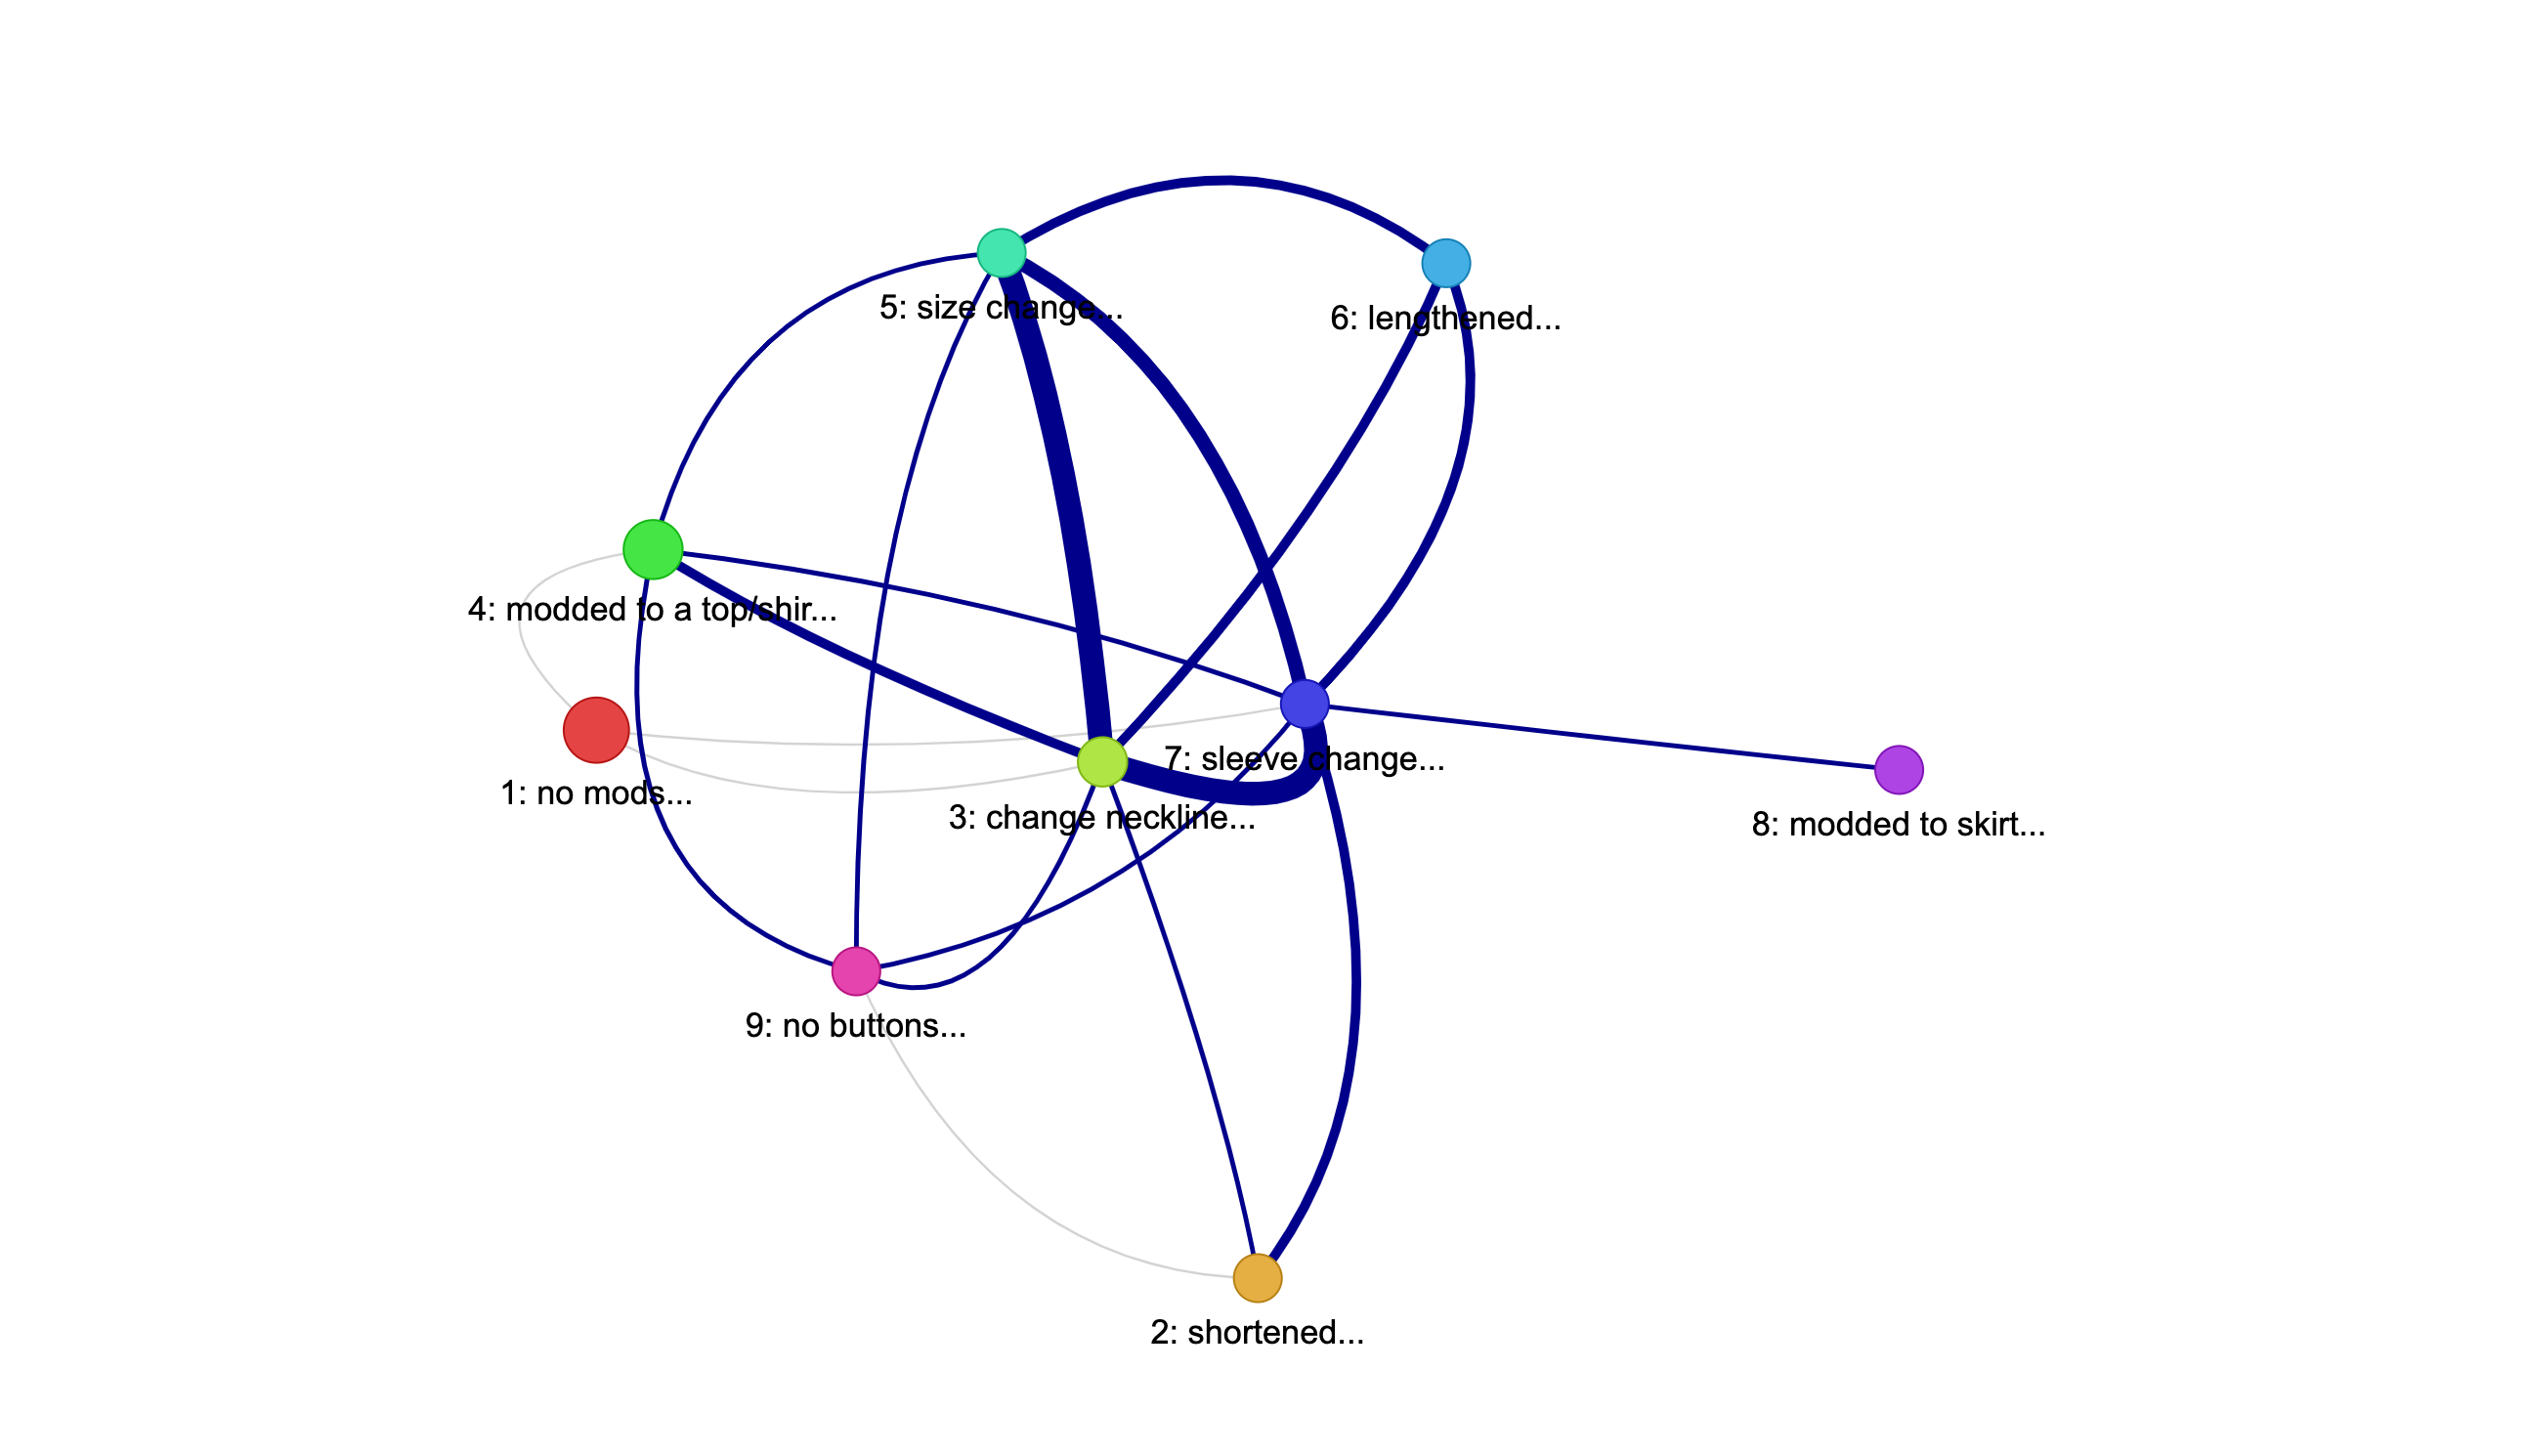 5: size change...
6: lengthened...
4: modded to a top/shir...
7: sleeve change...
1: no mods...
3: change neckline...
8: modded to skirt...
9: no buttons...
2: shortened...